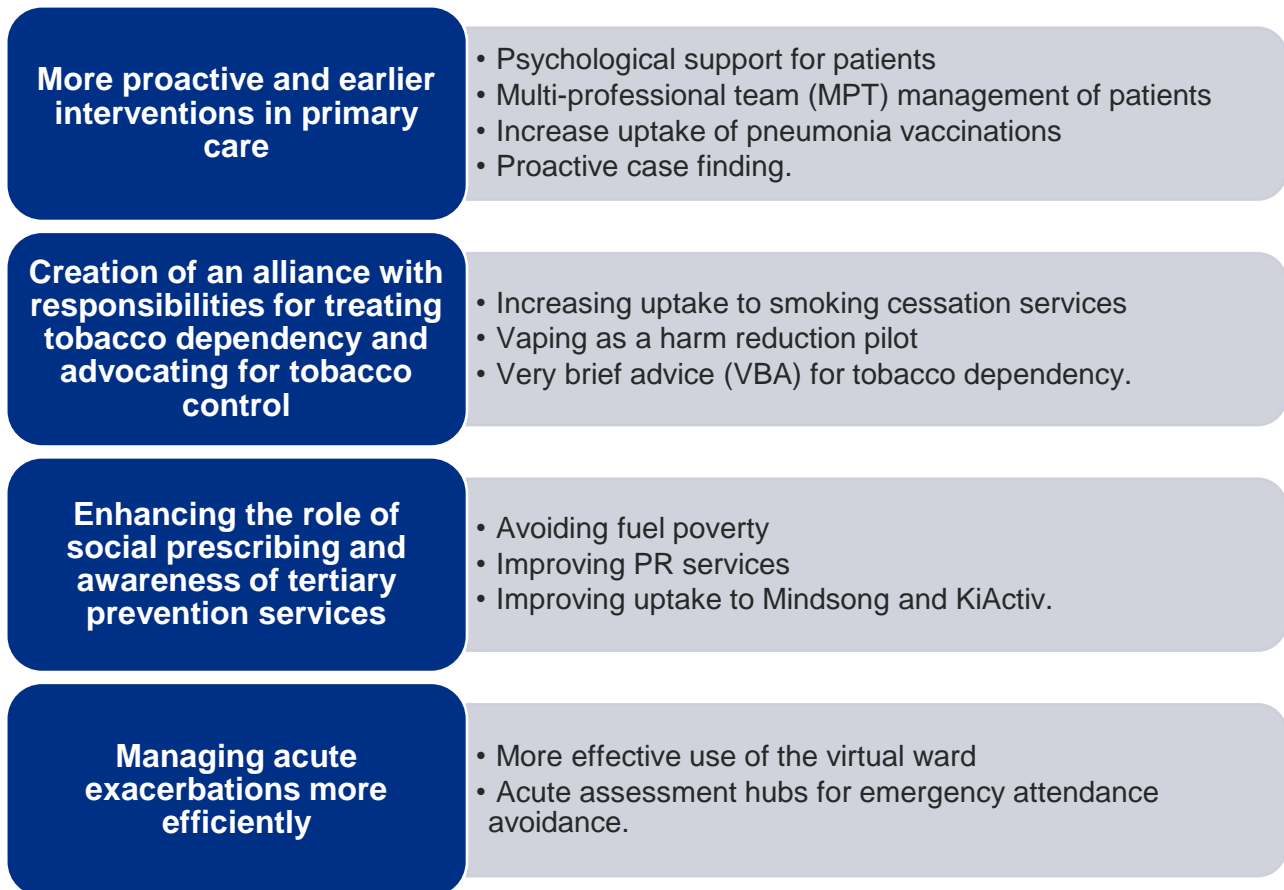 More proactive and earlier
interventions in primary
care
• Psychological support for patients
• Multi-professional team (MPT) management of patients
• Increase uptake of pneumonia vaccinations
• Proactive case finding.
Creation of an alliance with
responsibilities for treating
tobacco dependency and
advocating for tobacco
control
• Increasing uptake to smoking cessation services
• Vaping as a harm reduction pilot
• Very brief advice (VBA) for tobacco dependency.
Enhancing the role of
social prescribing and
awareness of tertiary
prevention services
• Avoiding fuel poverty
• Improving PR services
• Improving uptake to Mindsong and KiActiv.
Managing acute
exacerbations more
efficiently
• More effective use of the virtual ward
• Acute assessment hubs for emergency attendance
avoidance.